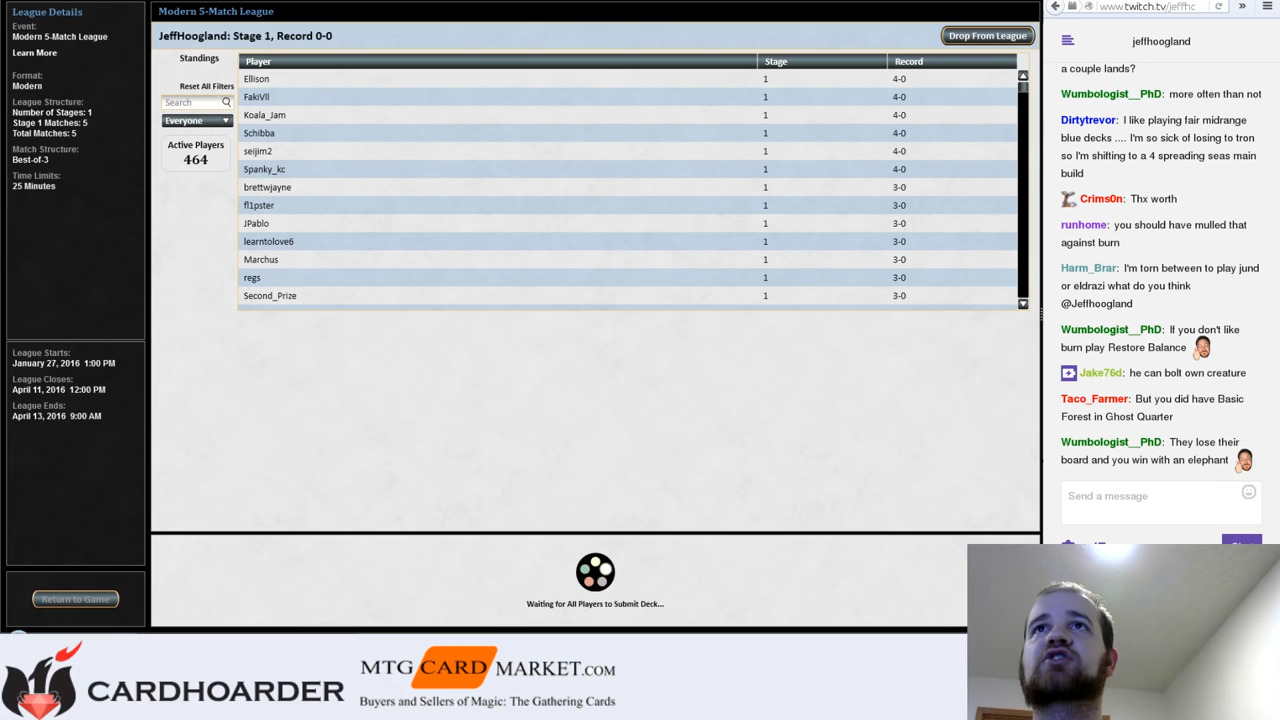 League Details
Event:
Modern 5-Match League
Learn More
Format:
Modern
League Structure:
Number of Stages: 1
Stage 1 Matches: 5
Total Matches: 5
Match Structure:
Best-of-3
Time Limits:
25 Minutes
League Starts:
January 27, 2016 1:00 PM
League Closes:
April 11, 2016 12:00 PM
League Ends:
April 13, 2016 9:00 AM
Return to Game
Modern 5-Match League
JeffHoogland: Stage 1, Record 0-0
Drop From League
Standings
Reset All Filters
Search
Everyone
Active Players
464
Player Stage Record
Ellison 1 4-0
FakiVll 1 4-0
Koala_Jam 1 4-0
Schibba 1 4-0
seijim2 1 4-0
Spanky_kc 1 4-0
brettwjayne 1 3-0
fl1pster 1 3-0
JPablo 1 3-0
learntolove6 1 3-0
Marchus 1 3-0
regs 1 3-0
Second_Prize 1 3-0
Waiting for All Players to Submit Deck...
www.twitch.tv/jeffhc
jeffhoogland
a couple lands?
Wumbologist__PhD: more often than not
Dirtytrevor: I like playing fair midrange
blue decks .... I'm so sick of losing to tron
so I'm shifting to a 4 spreading seas main
build
Crims0n: Thx worth
runhome: you should have mulled that
against burn
Harm_Brar: I'm torn between to play jund
or eldrazi what do you think
@Jeffhoogland
Wumbologist__PhD: If you don't like
burn play Restore Balance
Jake76d: he can bolt own creature
Taco_Farmer: But you did have Basic
Forest in Ghost Quarter
Wumbologist__PhD: They lose their
board and you win with an elephant
Send a message
CARDHOARDER
MTG CARD MARKET.COM
Buyers and Sellers of Magic: The Gathering Cards